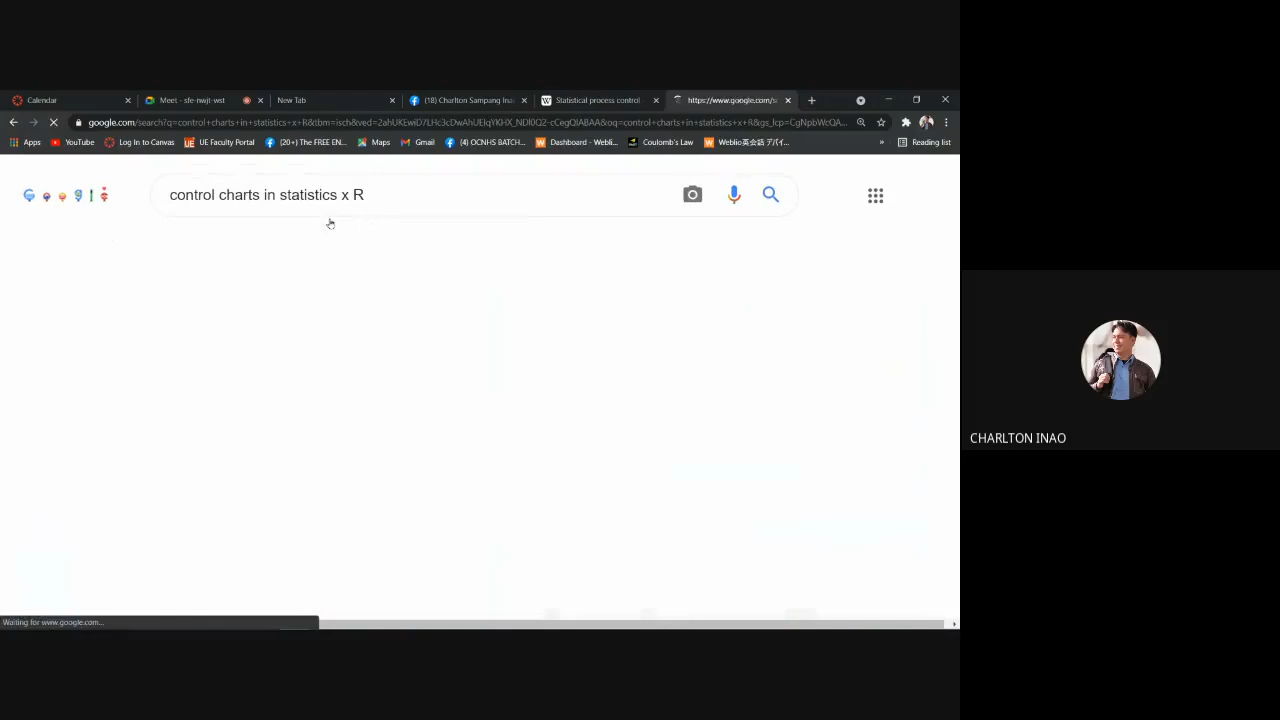 Calendar
Meet - sfe-nwjt-wst
New Tab
(18) Charlton Sampang Ina
Statistical process control
https://www.google.com/s
google.com/search?q=control+charts+in+statistics+x+R&tbm=isch&ved=
Apps
YouTube
Log In to Canvas
UE Faculty Portal
(20+) The FREE EN...
Maps
Gmail
(4) OCNHS BATCH...
Dashboard - Webli...
Coulomb's Law
Weblio英会話 デバイ...
»
Reading list
Google
control charts in statistics x R
CHARLTON INAO
Waiting for www.google.com...